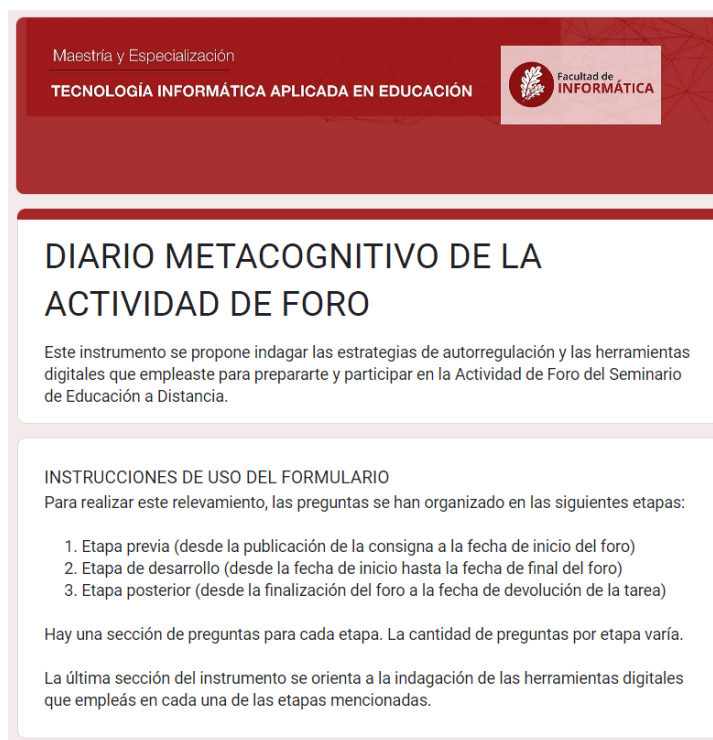 Maestría y Especialización
TECNOLOGÍA INFORMÁTICA APLICADA EN EDUCACIÓN
Facultad de
INFORMÁTICA
DIARIO METACOGNITIVO DE LA
ACTIVIDAD DE FORO
Este instrumento se propone indagar las estrategias de autorregulación y las herramientas
digitales que empleaste para prepararte y participar en la Actividad de Foro del Seminario
de Educación a Distancia.
INSTRUCCIONES DE USO DEL FORMULARIO
Para realizar este relevamiento, las preguntas se han organizado en las siguientes etapas:
1. Etapa previa (desde la publicación de la consigna a la fecha de inicio del foro)
2. Etapa de desarrollo (desde la fecha de inicio hasta la fecha de final del foro)
3. Etapa posterior (desde la finalización del foro a la fecha de devolución de la tarea)
Hay una sección de preguntas para cada etapa. La cantidad de preguntas por etapa varía.
La última sección del instrumento se orienta a la indagación de las herramientas digitales
que empleás en cada una de las etapas mencionadas.